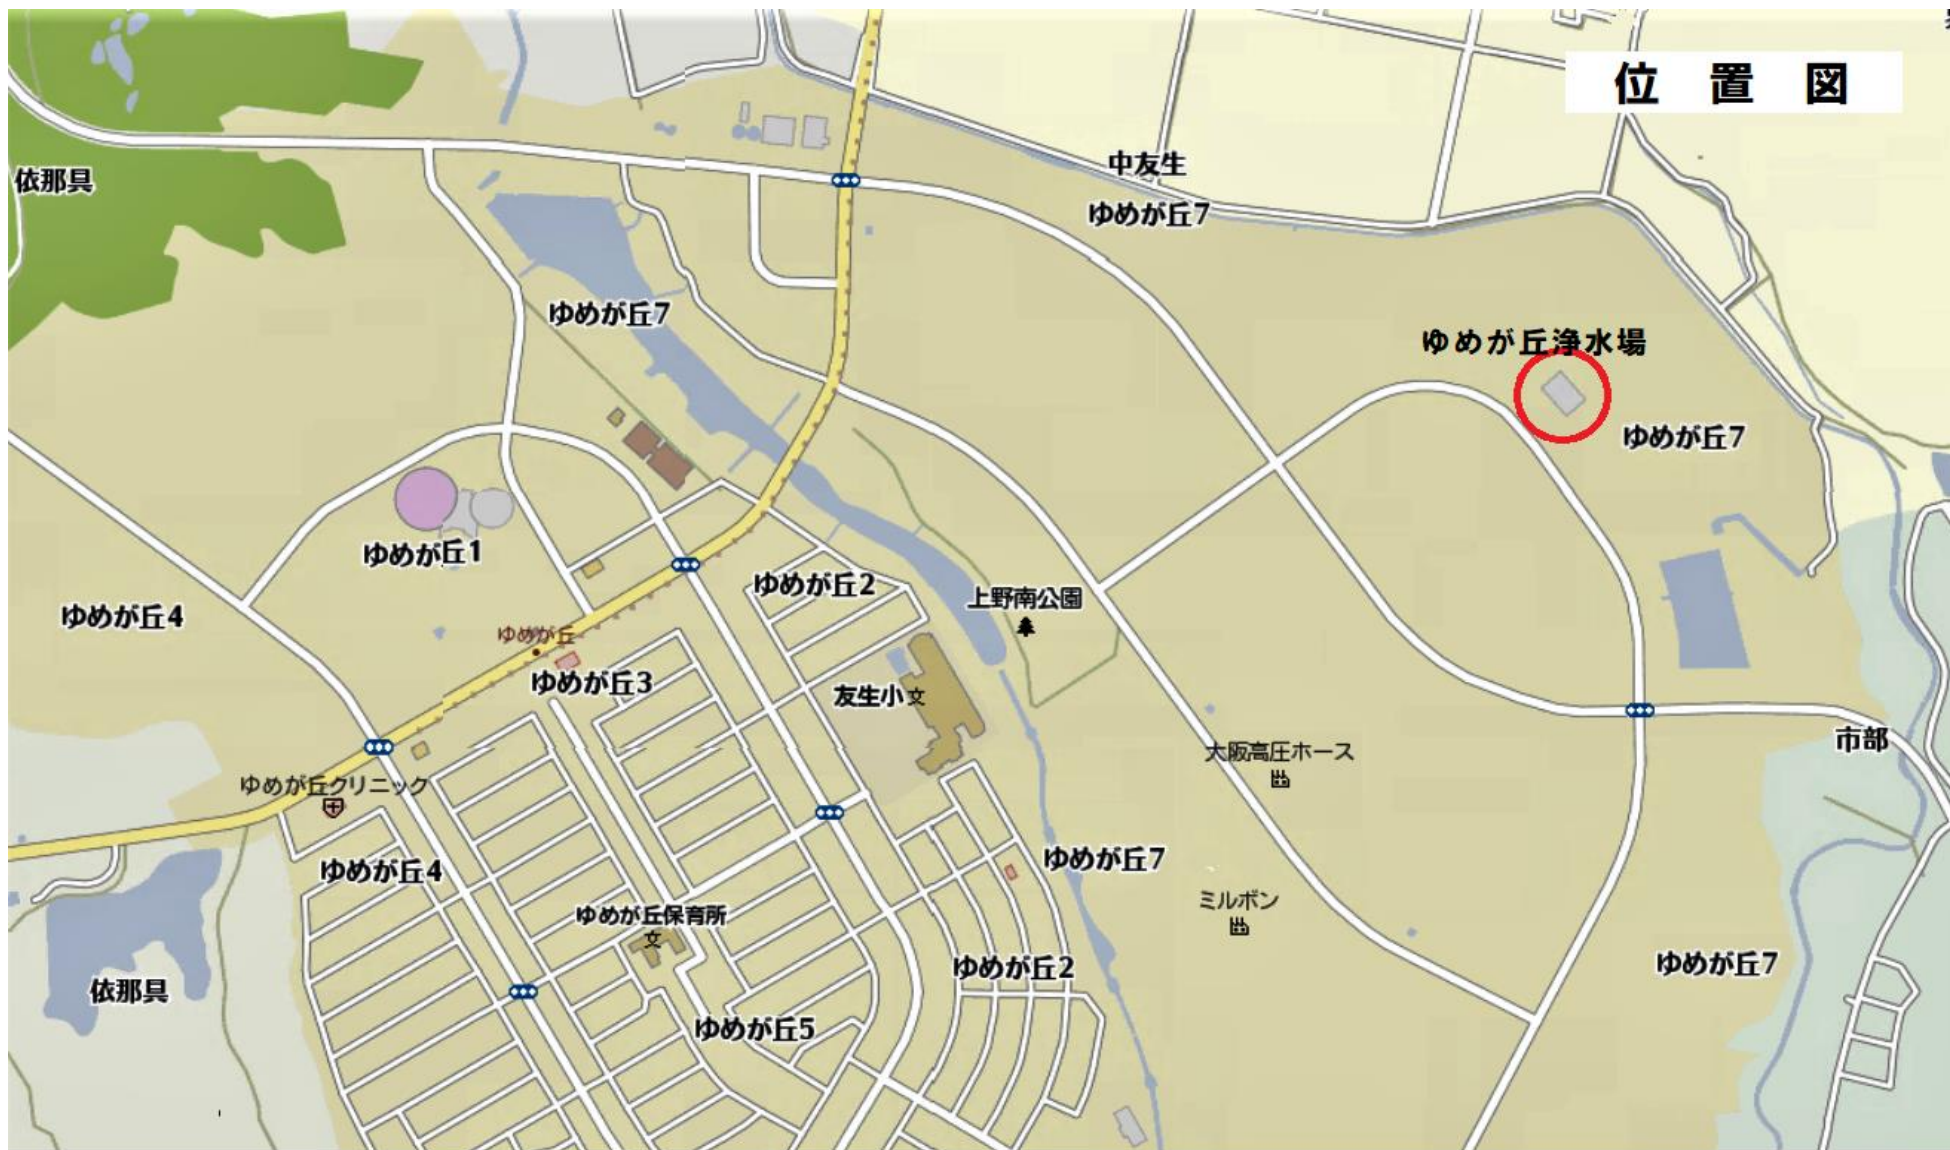 位置図
中友生
依那具
ゆめが丘7
ゆめが丘7
ゆめが丘浄水場
ゆめが丘7
ゆめが丘1
ゆめが丘2
上野南公園
ゆめが丘4
ゆめが丘
ゆめが丘3
友生小
文
市部
大阪高圧ホース
ゆめが丘クリニック
ゆめが丘7
ゆめが丘4
ミルボン
ゆめが丘保育所
文
ゆめが丘7
ゆめが丘2
依那具
ゆめが丘5